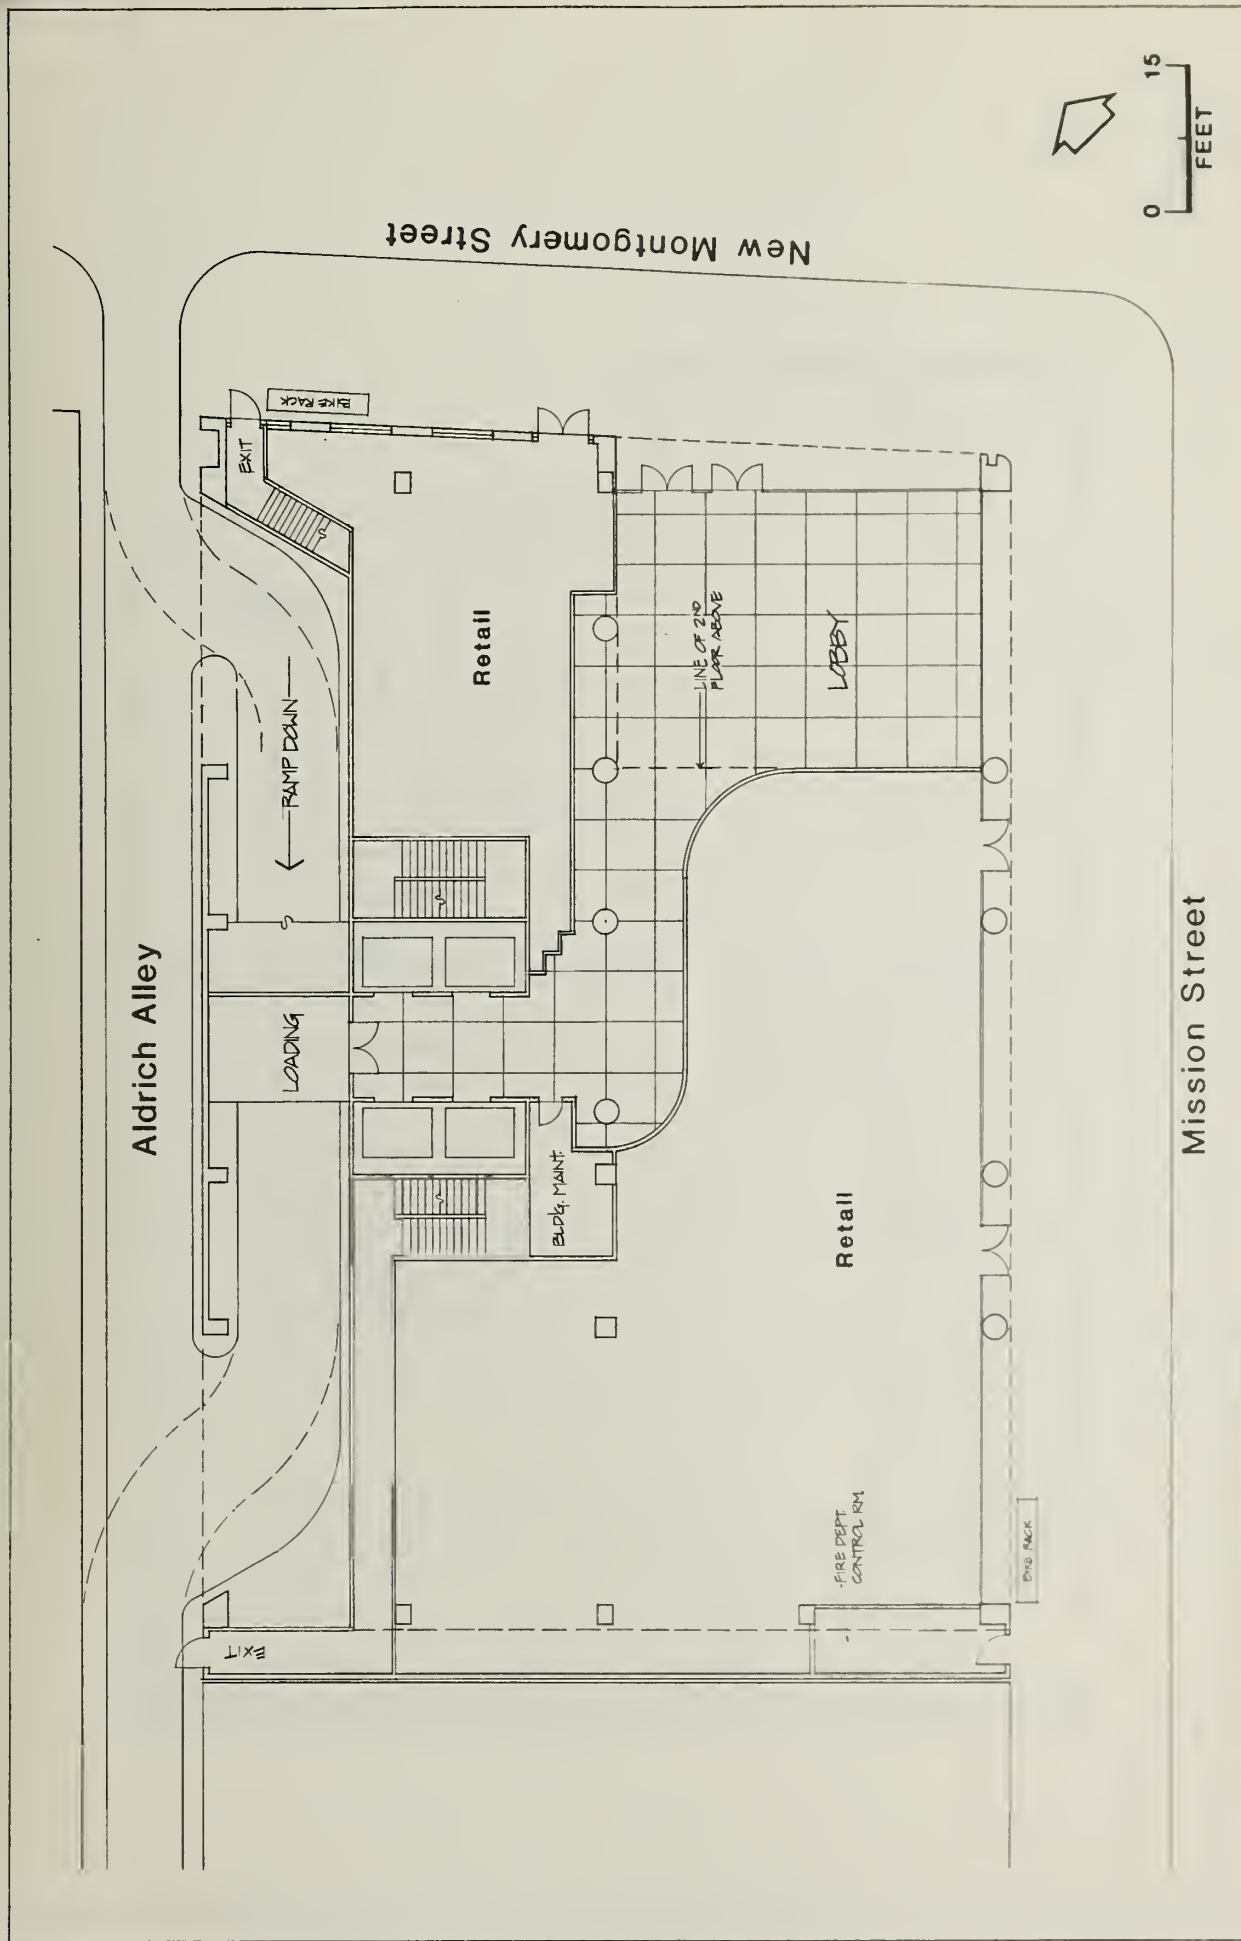 Aldrich Alley
New Montgomery Street
Mission Street
EXIT
BIKE RACK
RAMP DOWN
Retail
LINE OF 2ND
FLOOR ABOVE
LOBBY
LOADING
BLDG. MAINT.
Retail
FIRE DEPT.
CONTROL RM.
EXIT
BIKE RACK
0 15
FEET